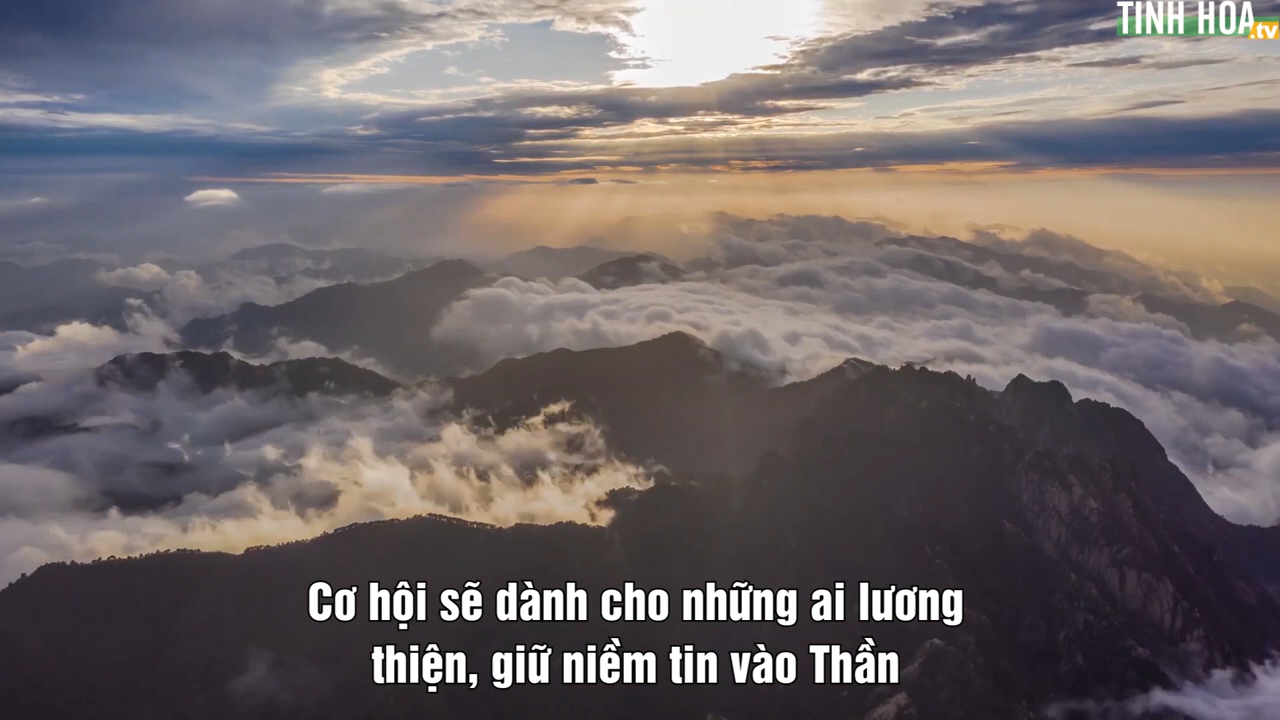 TINH HOA
.tv
Cơ hội sẽ dành cho những ai lương
thiện, giữ niềm tin vào Thần